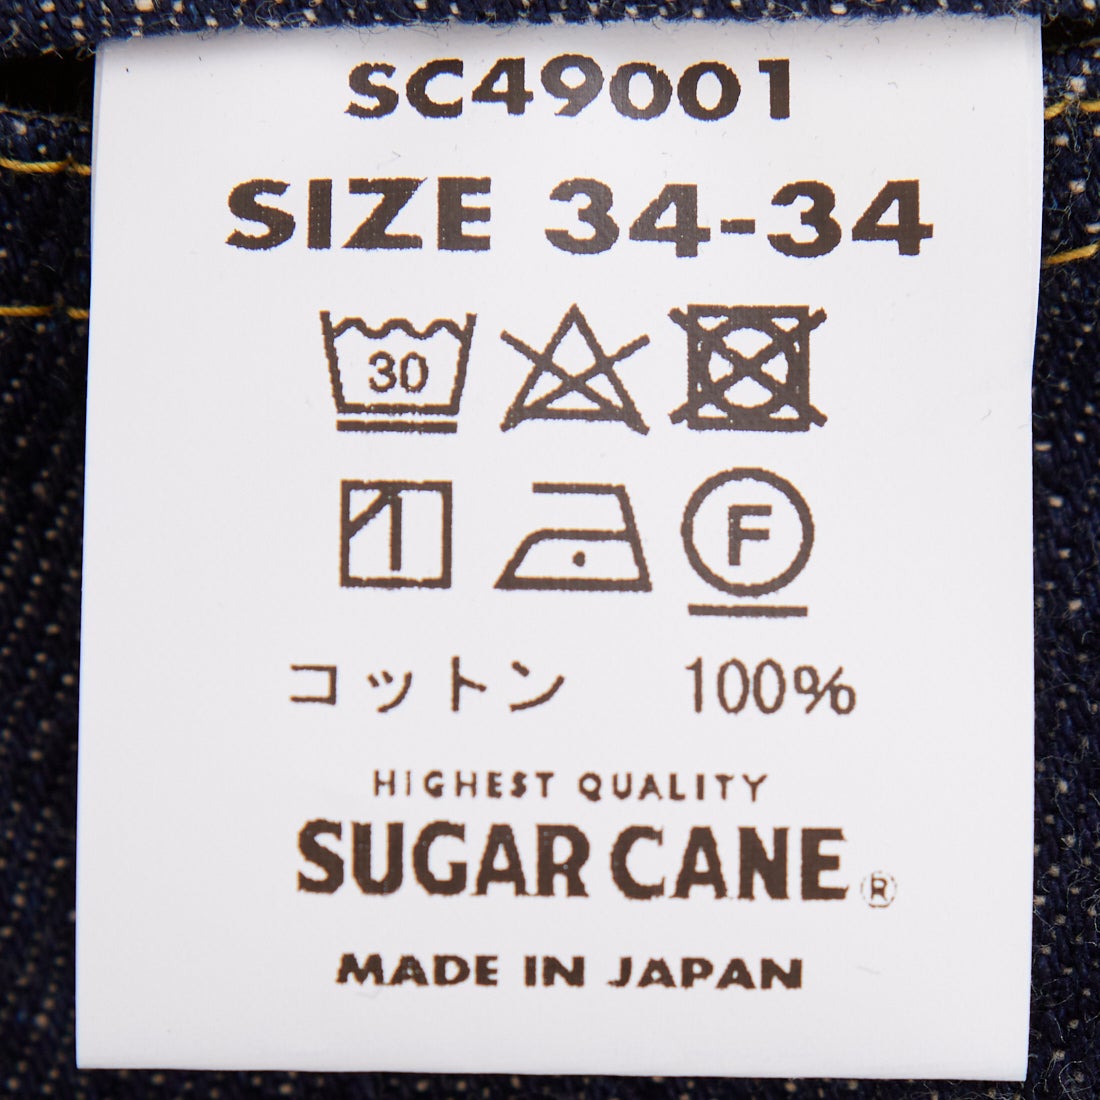 SC49001
SIZE 34-34
30
F
コットン 100%
HIGHEST QUALITY
SUGAR CANE ®
MADE IN JAPAN